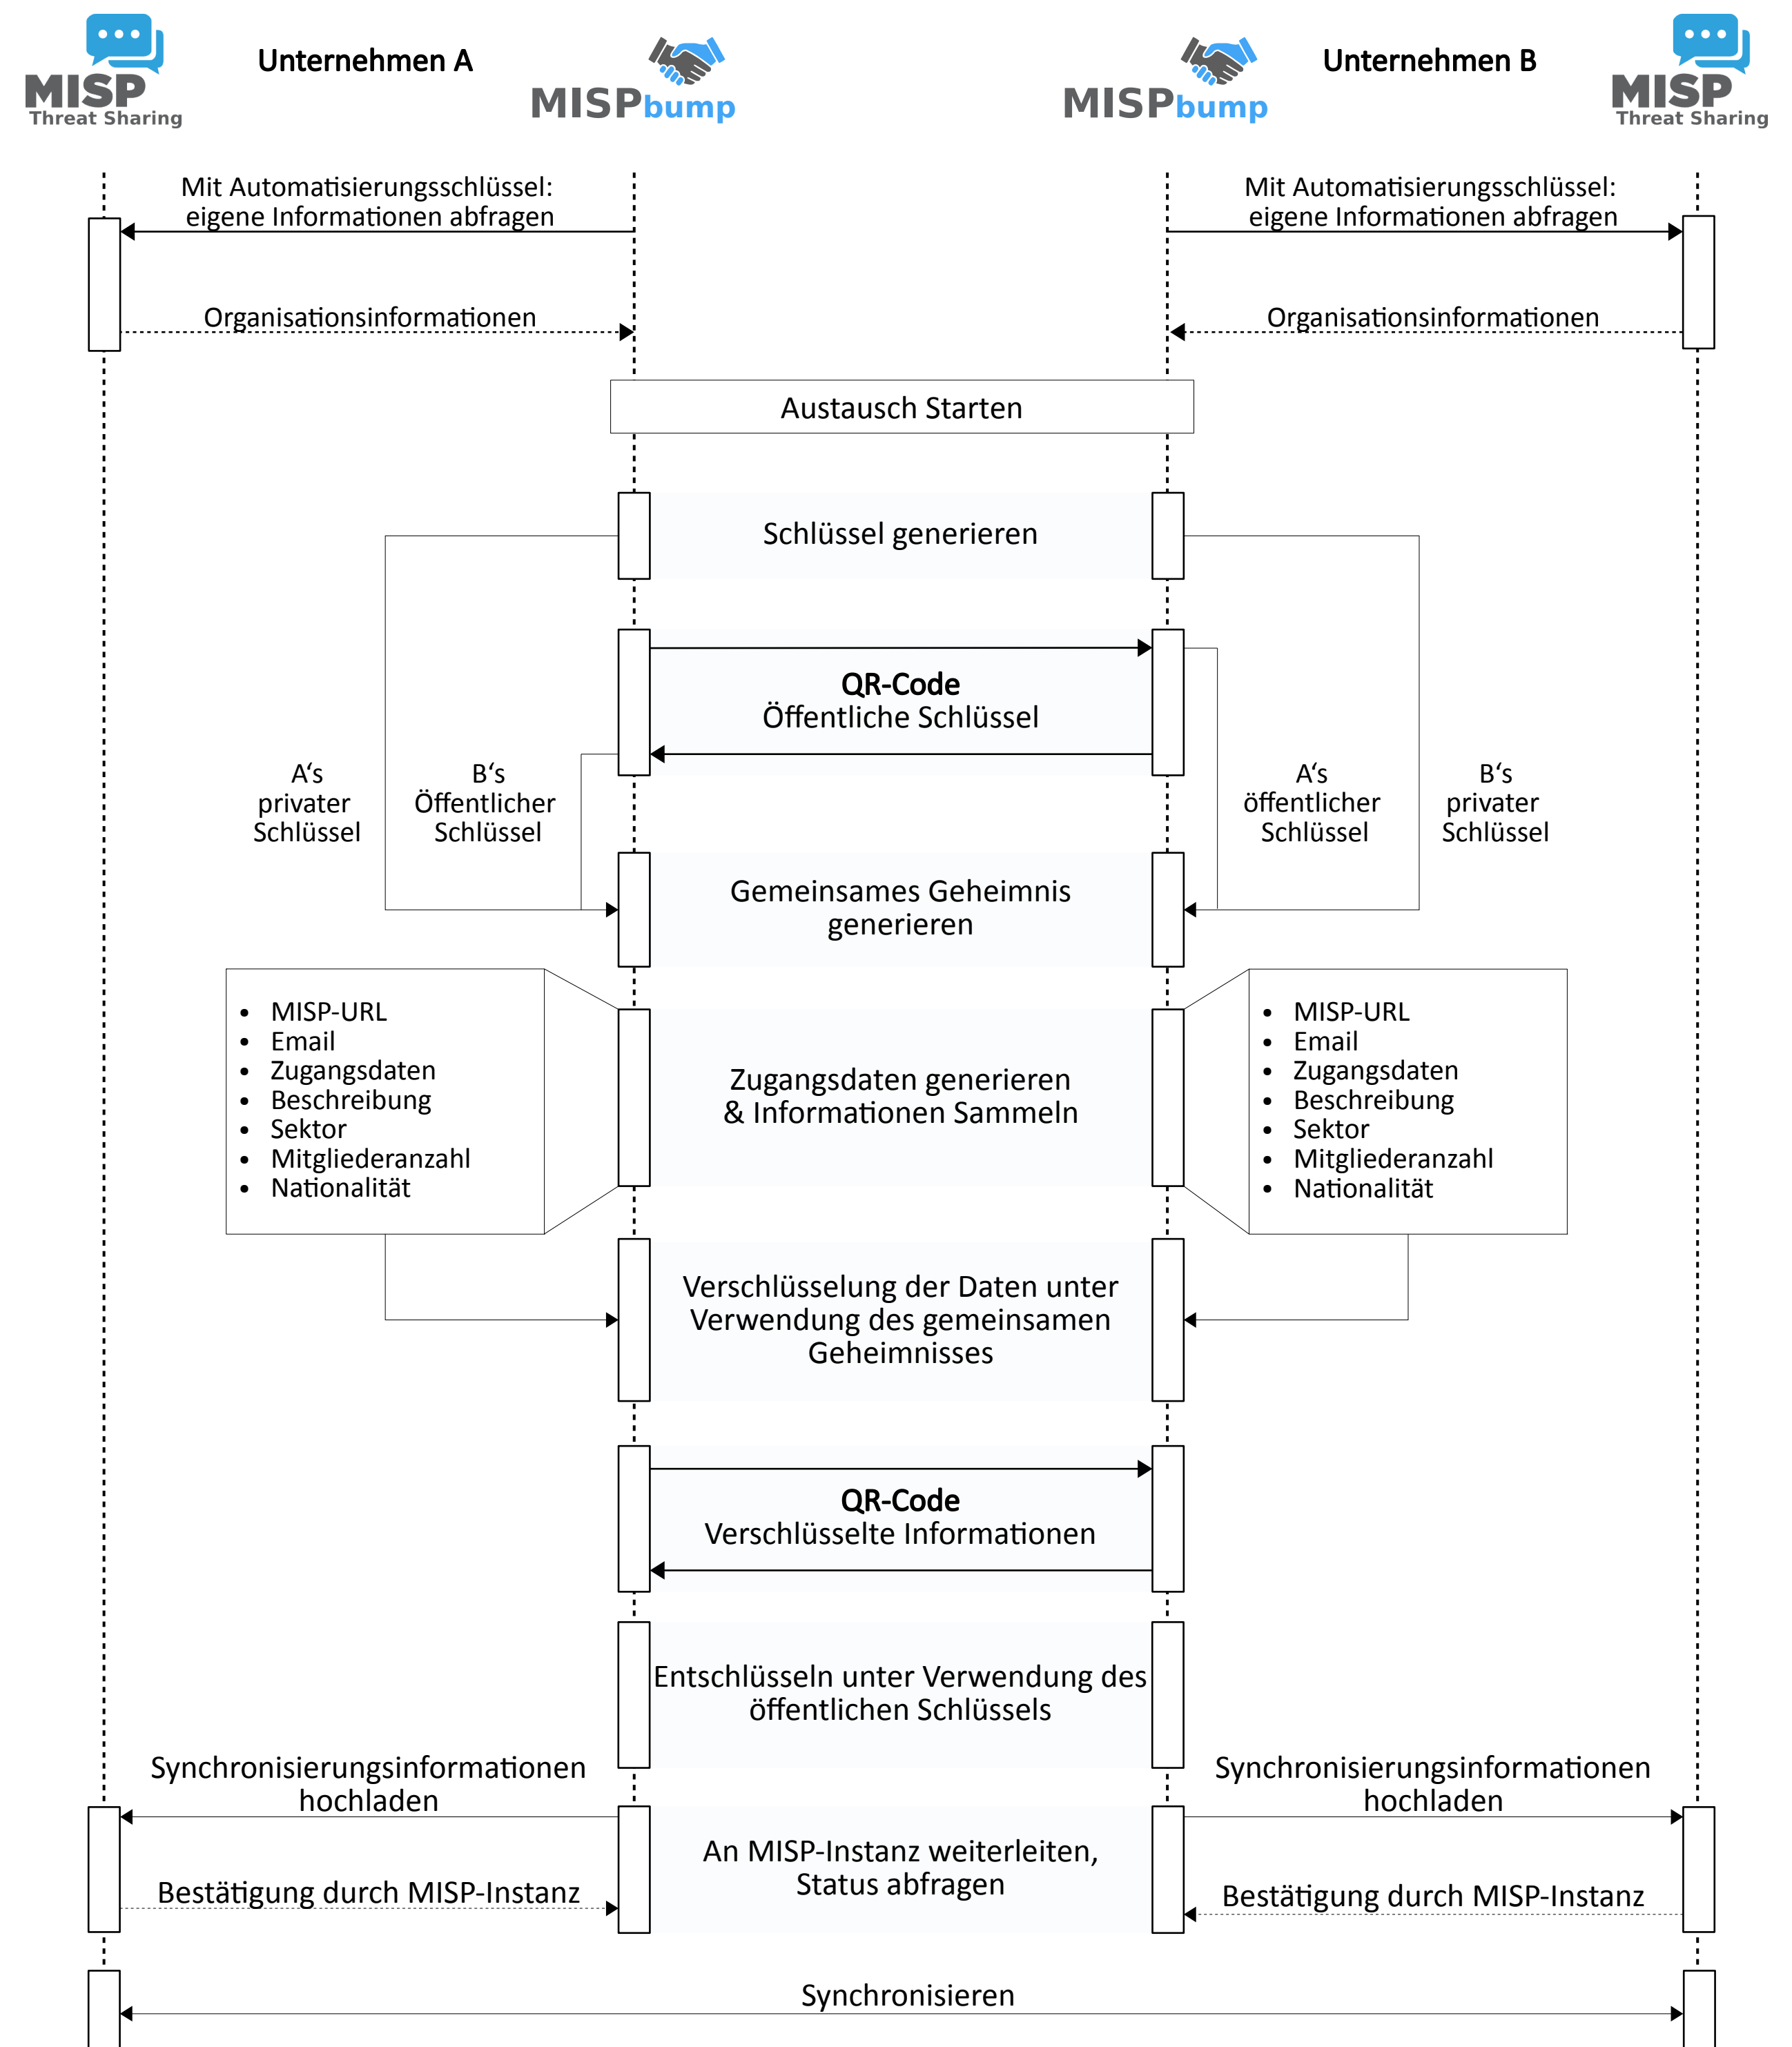 MISP
Threat Sharing
Unternehmen A
MISPbump
MISPbump
Unternehmen B
MISP
Threat Sharing
Mit Automatisierungsschlüssel:
eigene Informationen abfragen
Mit Automatisierungsschlüssel:
eigene Informationen abfragen
Organisationsinformationen
Organisationsinformationen
Austausch Starten
Schlüssel generieren
QR-Code
Öffentliche Schlüssel
A‘s
privater
Schlüssel
B‘s
Öffentlicher
Schlüssel
A‘s
öffentlicher
Schlüssel
B‘s
privater
Schlüssel
Gemeinsames Geheimnis
generieren
• MISP-URL
• Email
• Zugangsdaten
• Beschreibung
• Sektor
• Mitgliederanzahl
• Nationalität
Zugangsdaten generieren
& Informationen Sammeln
• MISP-URL
• Email
• Zugangsdaten
• Beschreibung
• Sektor
• Mitgliederanzahl
• Nationalität
Verschlüsselung der Daten unter
Verwendung des gemeinsamen
Geheimnisses
QR-Code
Verschlüsselte Informationen
Entschlüsseln unter Verwendung des
öffentlichen Schlüssels
Synchronisierungsinformationen
hochladen
Synchronisierungsinformationen
hochladen
An MISP-Instanz weiterleiten,
Status abfragen
Bestätigung durch MISP-Instanz
Bestätigung durch MISP-Instanz
Synchronisieren